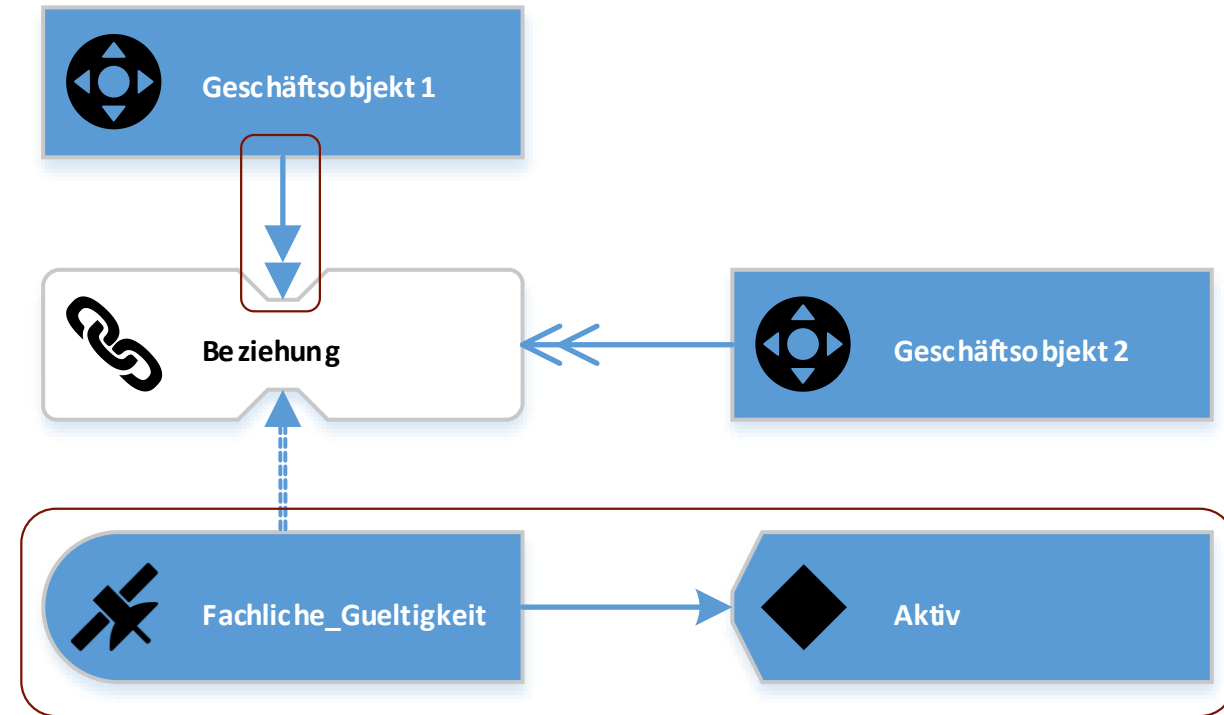 Geschäftsobjekt 1
Beziehung
Geschäftsobjekt 2
Fachliche_Gueltigkeit
Aktiv